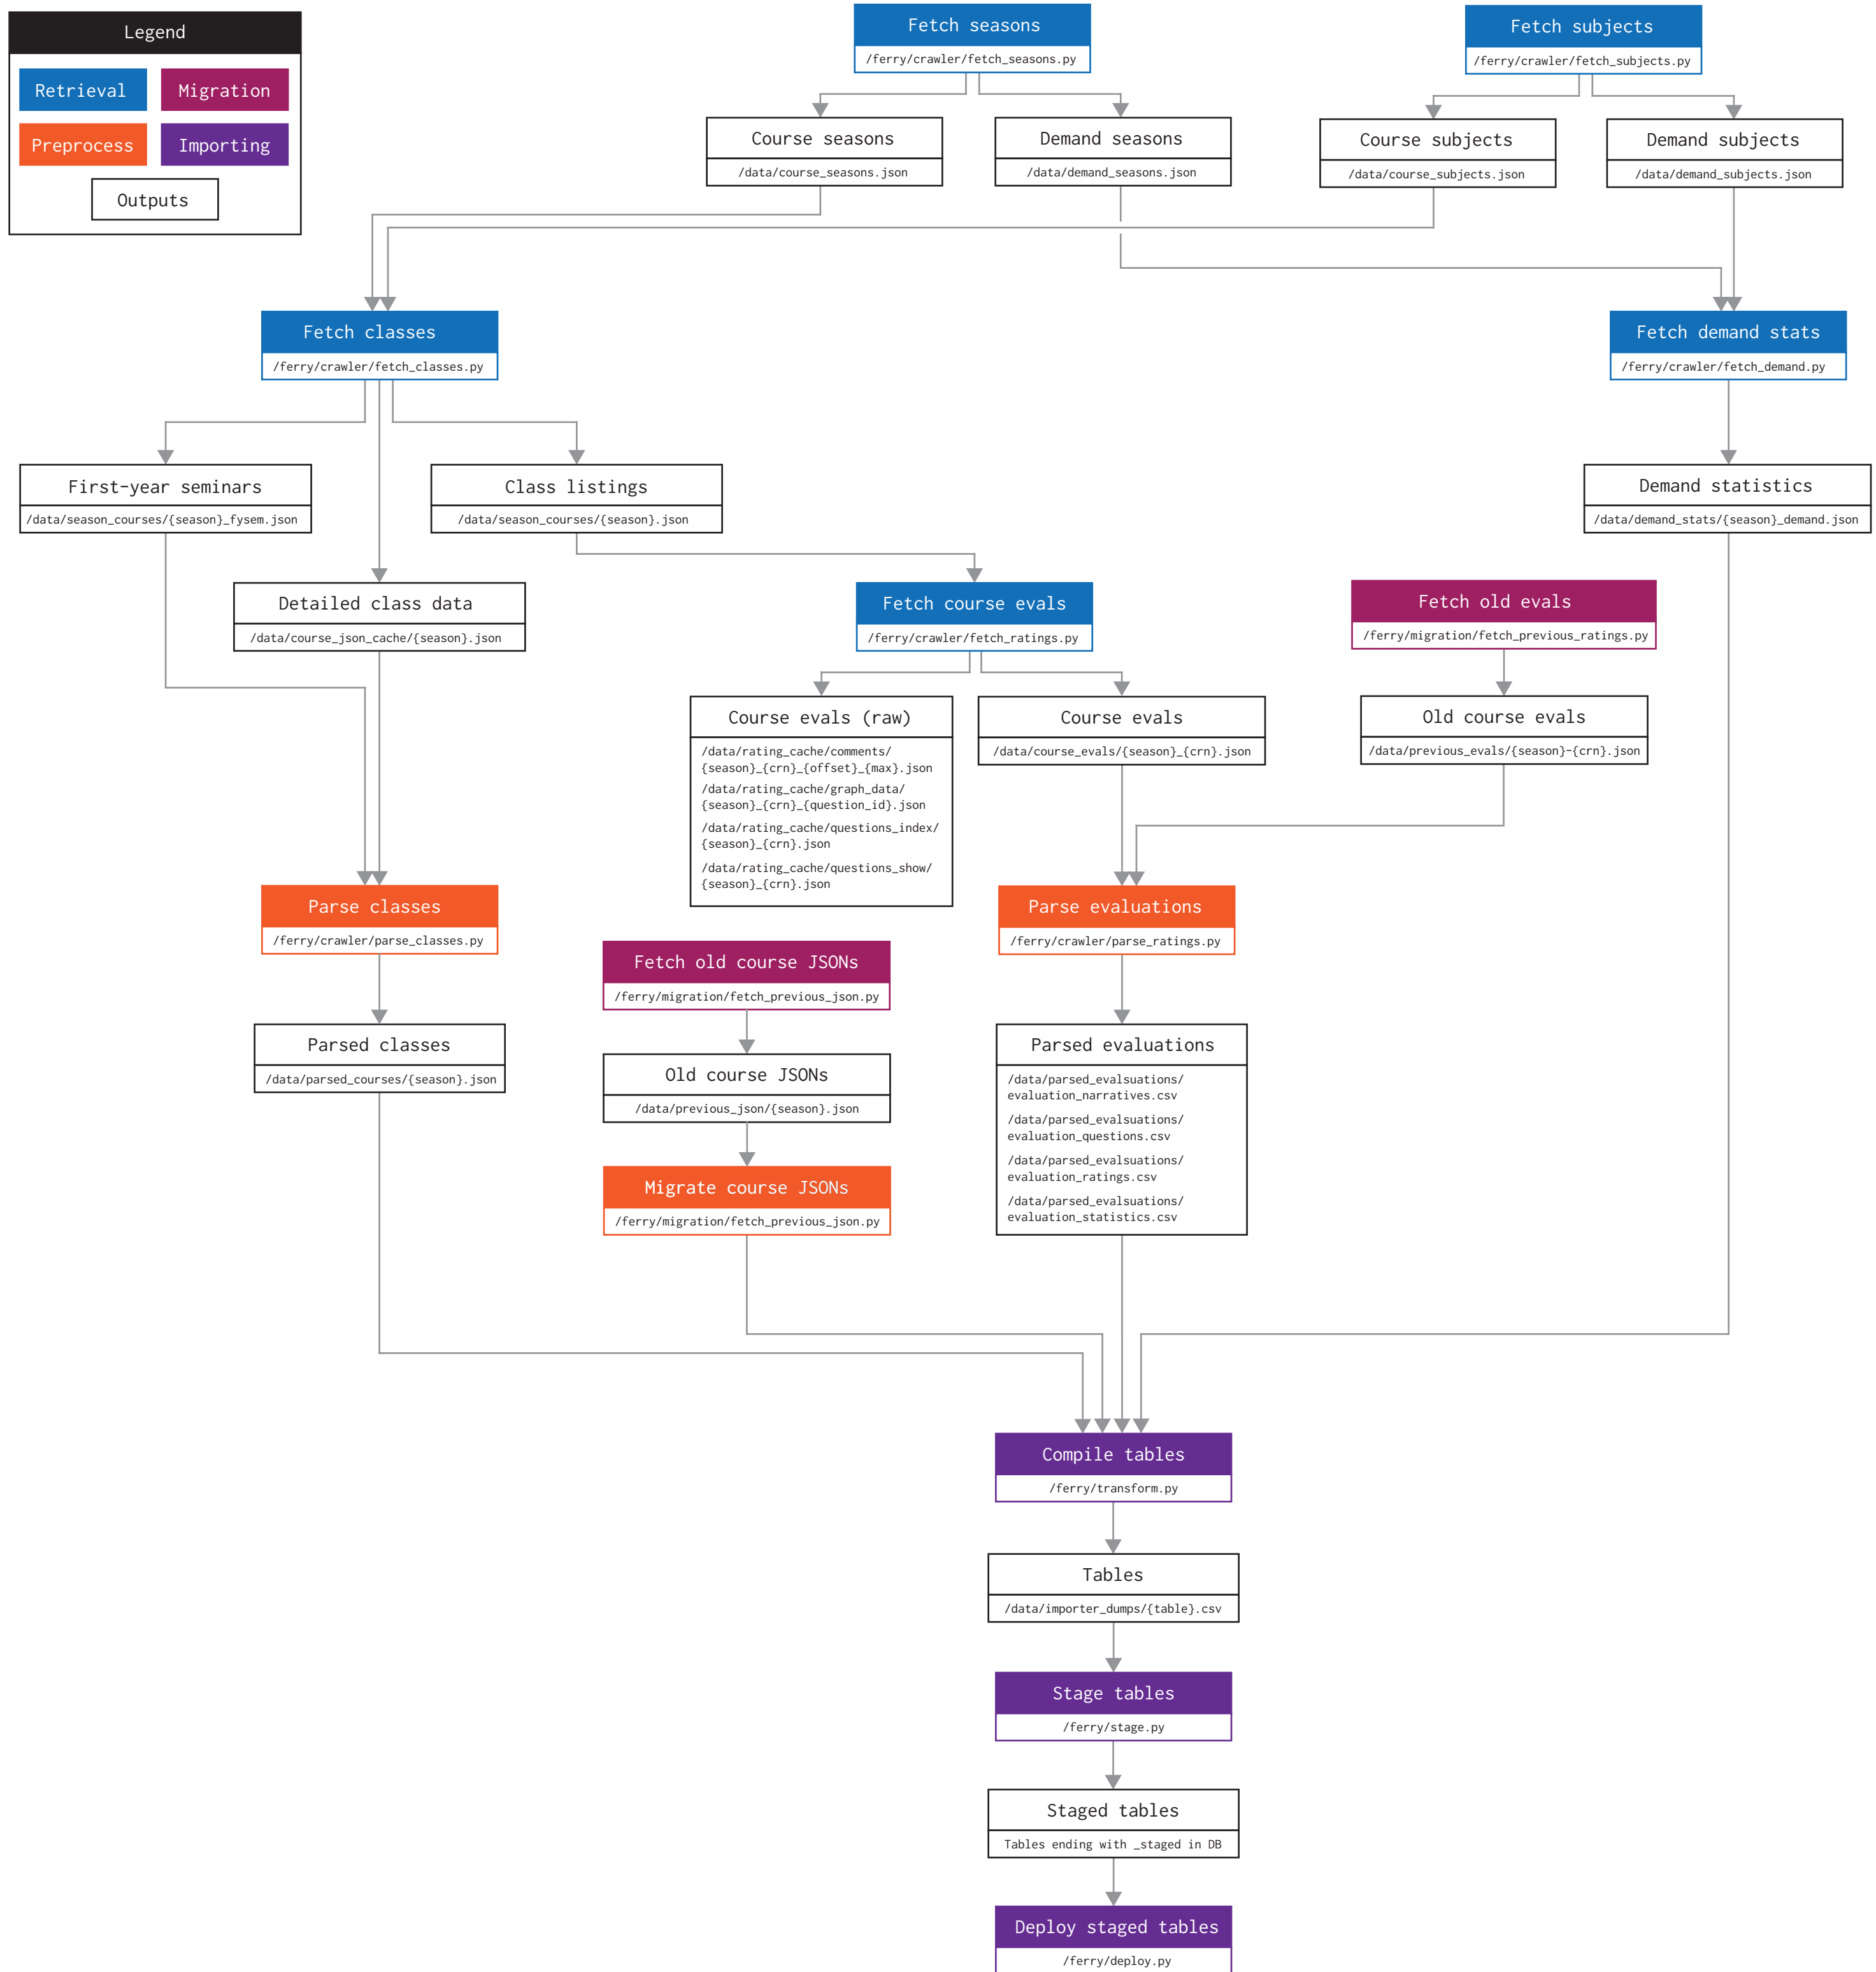 Legend
Retrieval
Migration
Preprocess
Importing
Outputs
Fetch seasons
/ferry/crawler/fetch_seasons.py
Fetch subjects
/ferry/crawler/fetch_subjects.py
Course seasons
/data/course_seasons.json
Demand seasons
/data/demand_seasons.json
Course subjects
/data/course_subjects.json
Demand subjects
/data/demand_subjects.json
Fetch classes
/ferry/crawler/fetch_classes.py
Fetch demand stats
/ferry/crawler/fetch_demand.py
First-year seminars
/data/season_courses/{season}_fysem.json
Class listings
/data/season_courses/{season}.json
Demand statistics
/data/demand_stats/{season}_demand.json
Detailed class data
/data/course_json_cache/{season}.json
Fetch course evals
/ferry/crawler/fetch_ratings.py
Fetch old evals
/ferry/migration/fetch_previous_ratings.py
Course evals (raw)
/data/rating_cache/comments/
{season}_{crn}_{offset}_{max}.json
/data/rating_cache/graph_data/
{season}_{crn}_{question_id}.json
/data/rating_cache/questions_index/
{season}_{crn}.json
/data/rating_cache/questions_show/
{season}_{crn}.json
Course evals
/data/course_evals/{season}_{crn}.json
Old course evals
/data/previous_evals/{season}-{crn}.json
Parse classes
/ferry/crawler/parse_classes.py
Parse evaluations
/ferry/crawler/parse_ratings.py
Fetch old course JSONs
/ferry/migration/fetch_previous_json.py
Parsed classes
/data/parsed_courses/{season}.json
Old course JSONs
/data/previous_json/{season}.json
Parsed evaluations
/data/parsed_evalsuations/
evaluation_narratives.csv
/data/parsed_evalsuations/
evaluation_questions.csv
/data/parsed_evalsuations/
evaluation_ratings.csv
/data/parsed_evalsuations/
evaluation_statistics.csv
Migrate course JSONs
/ferry/migration/fetch_previous_json.py
Compile tables
/ferry/transform.py
Tables
/data/importer_dumps/{table}.csv
Stage tables
/ferry/stage.py
Staged tables
Tables ending with _staged in DB
Deploy staged tables
/ferry/deploy.py